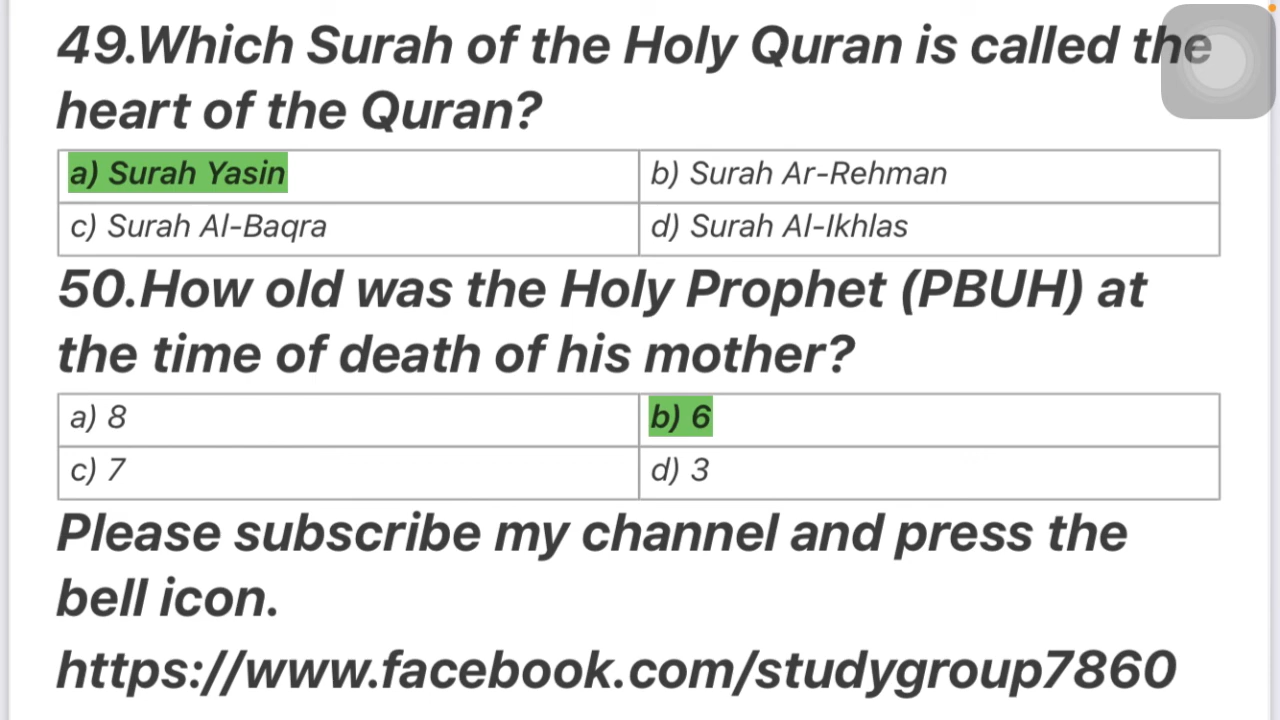 49.Which Surah of the Holy Quran is called the
heart of the Quran?
a) Surah Yasin
b) Surah Ar-Rehman
c) Surah Al-Baqra
d) Surah Al-Ikhlas
50.How old was the Holy Prophet (PBUH) at
the time of death of his mother?
a) 8
b) 6
c) 7
d) 3
Please subscribe my channel and press the
bell icon.
https://www.facebook.com/studygroup7860